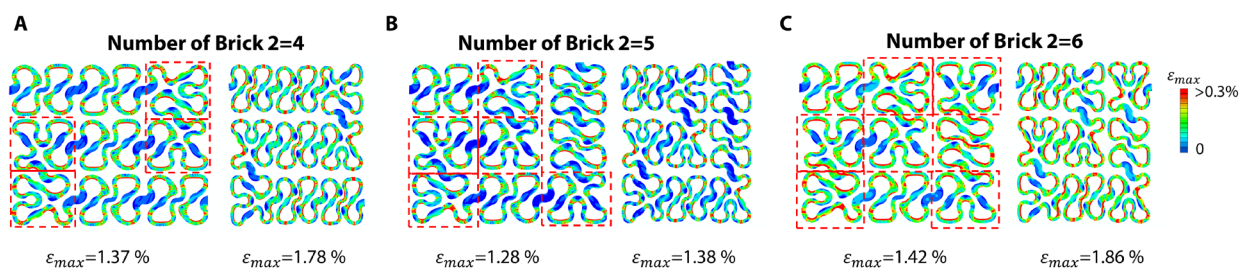 A
Number of Brick 2=4
ε_max=1.37 %
ε_max=1.78 %
B
Number of Brick 2=5
ε_max=1.28 %
ε_max=1.38 %
C
Number of Brick 2=6
ε_max=1.42 %
ε_max=1.86 %
ε_max
>0.3%
0